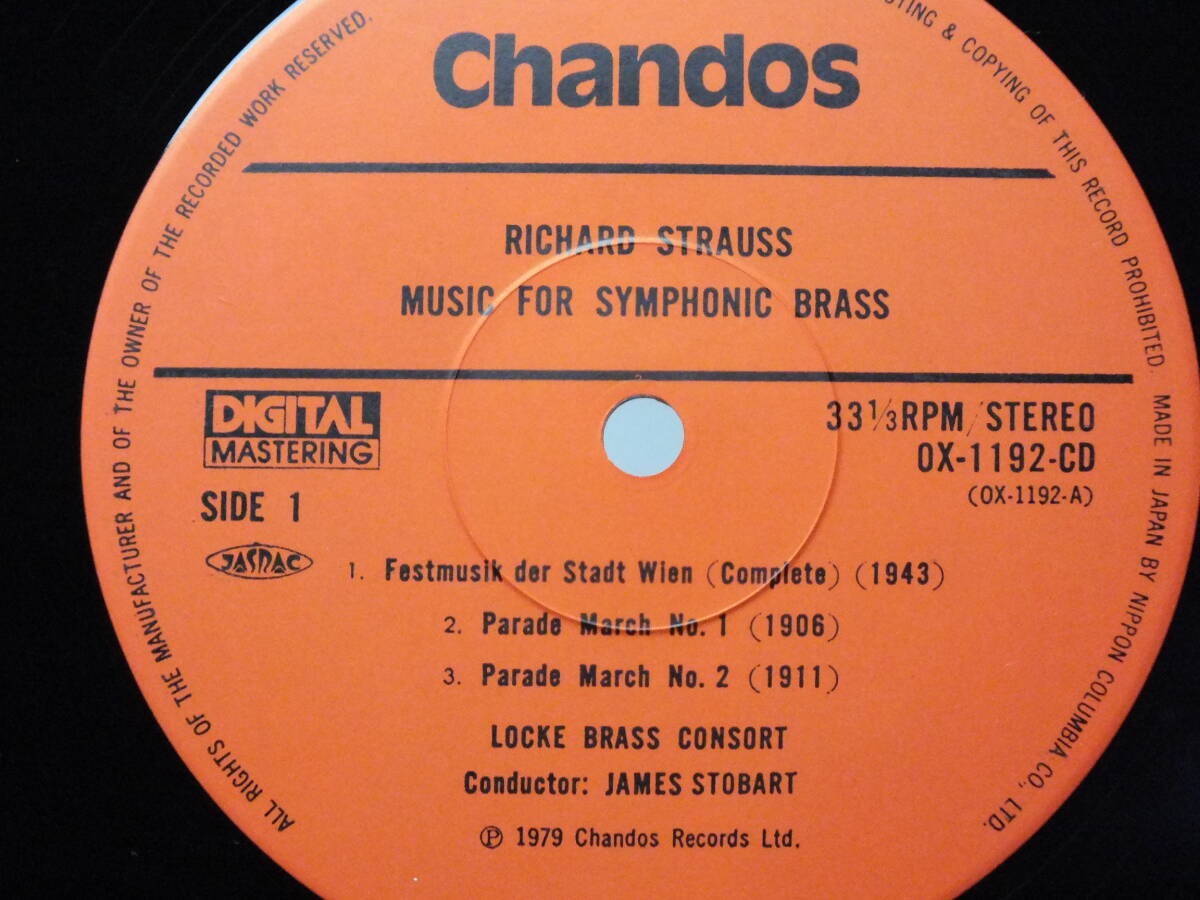 Chandos
RICHARD STRAUSS
MUSIC FOR SYMPHONIC BRASS
DIGITAL
MASTERING
33⅓RPM/STEREO
OX-1192-CD
(OX-1192-A)
SIDE 1
JASRAC
1. Festmusik der Stadt Wien (Complete) (1943)
2. Parade March No. 1 (1906)
3. Parade March No. 2 (1911)
LOCKE BRASS CONSORT
Conductor: JAMES STOBART
Ⓟ 1979 Chandos Records Ltd.
ALL RIGHTS OF THE MANUFACTURER AND OF THE OWNER OF THE RECORDED WORK RESERVED.
& COPYING OF THIS RECORD PROHIBITED. MADE IN JAPAN BY NIPPON COLUMBIA CO., LTD.